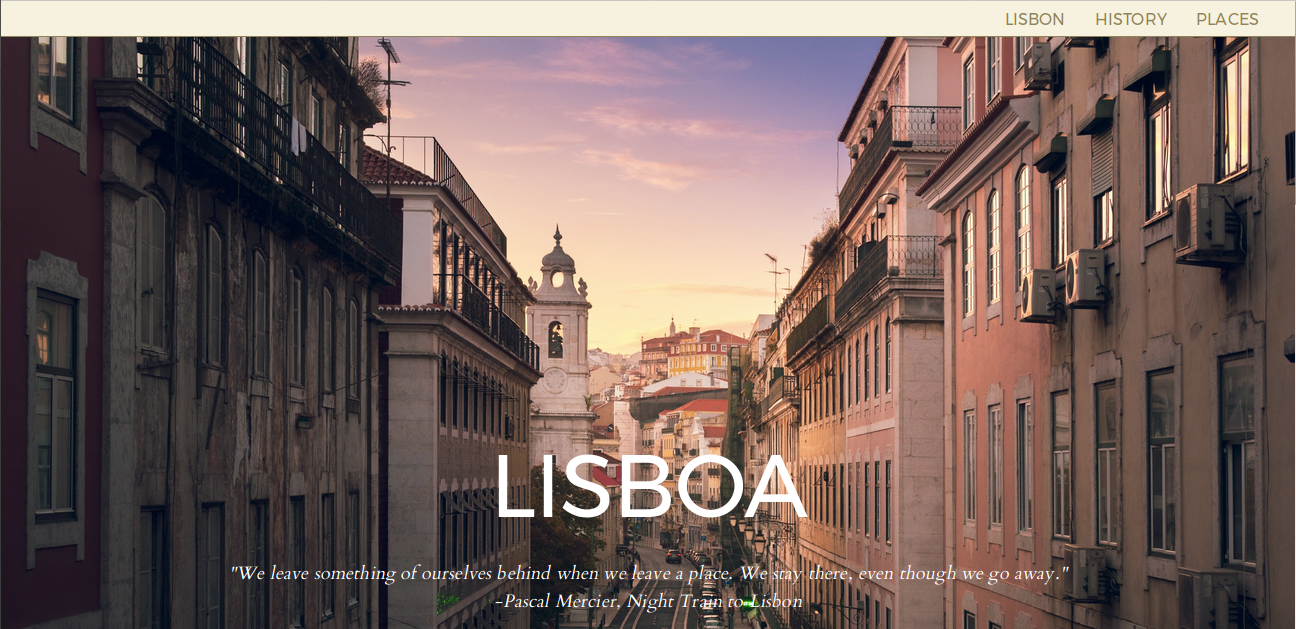 LISBON HISTORY PLACES
LISBOA
"We leave something of ourselves behind when we leave a place. We stay there, even though we go away."
-Pascal Mercier, Night Train to Lisbon